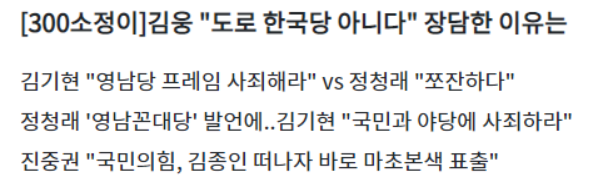 [300소정이]김웅 "도로 한국당 아니다" 장담한 이유는
김기현 "영남당 프레임 사죄해라" vs 정청래 "쪼잔하다"
정청래 '영남꼰대당' 발언에..김기현 "국민과 야당에 사죄하라"
진중권 "국민의힘, 김종인 떠나자 바로 마초본색 표출"